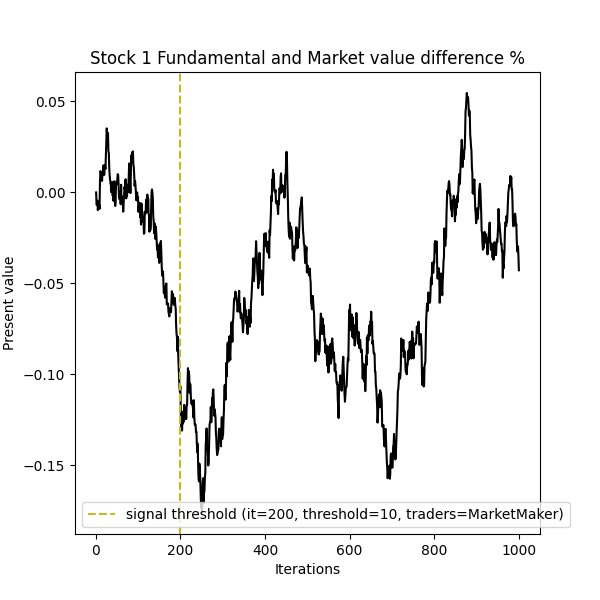 Stock 1 Fundamental and Market value difference %
0.05
0.00
−0.05
−0.10
−0.15
Present value
signal threshold (it=200, threshold=10, traders=MarketMaker)
0 200 400 600 800 1000
Iterations